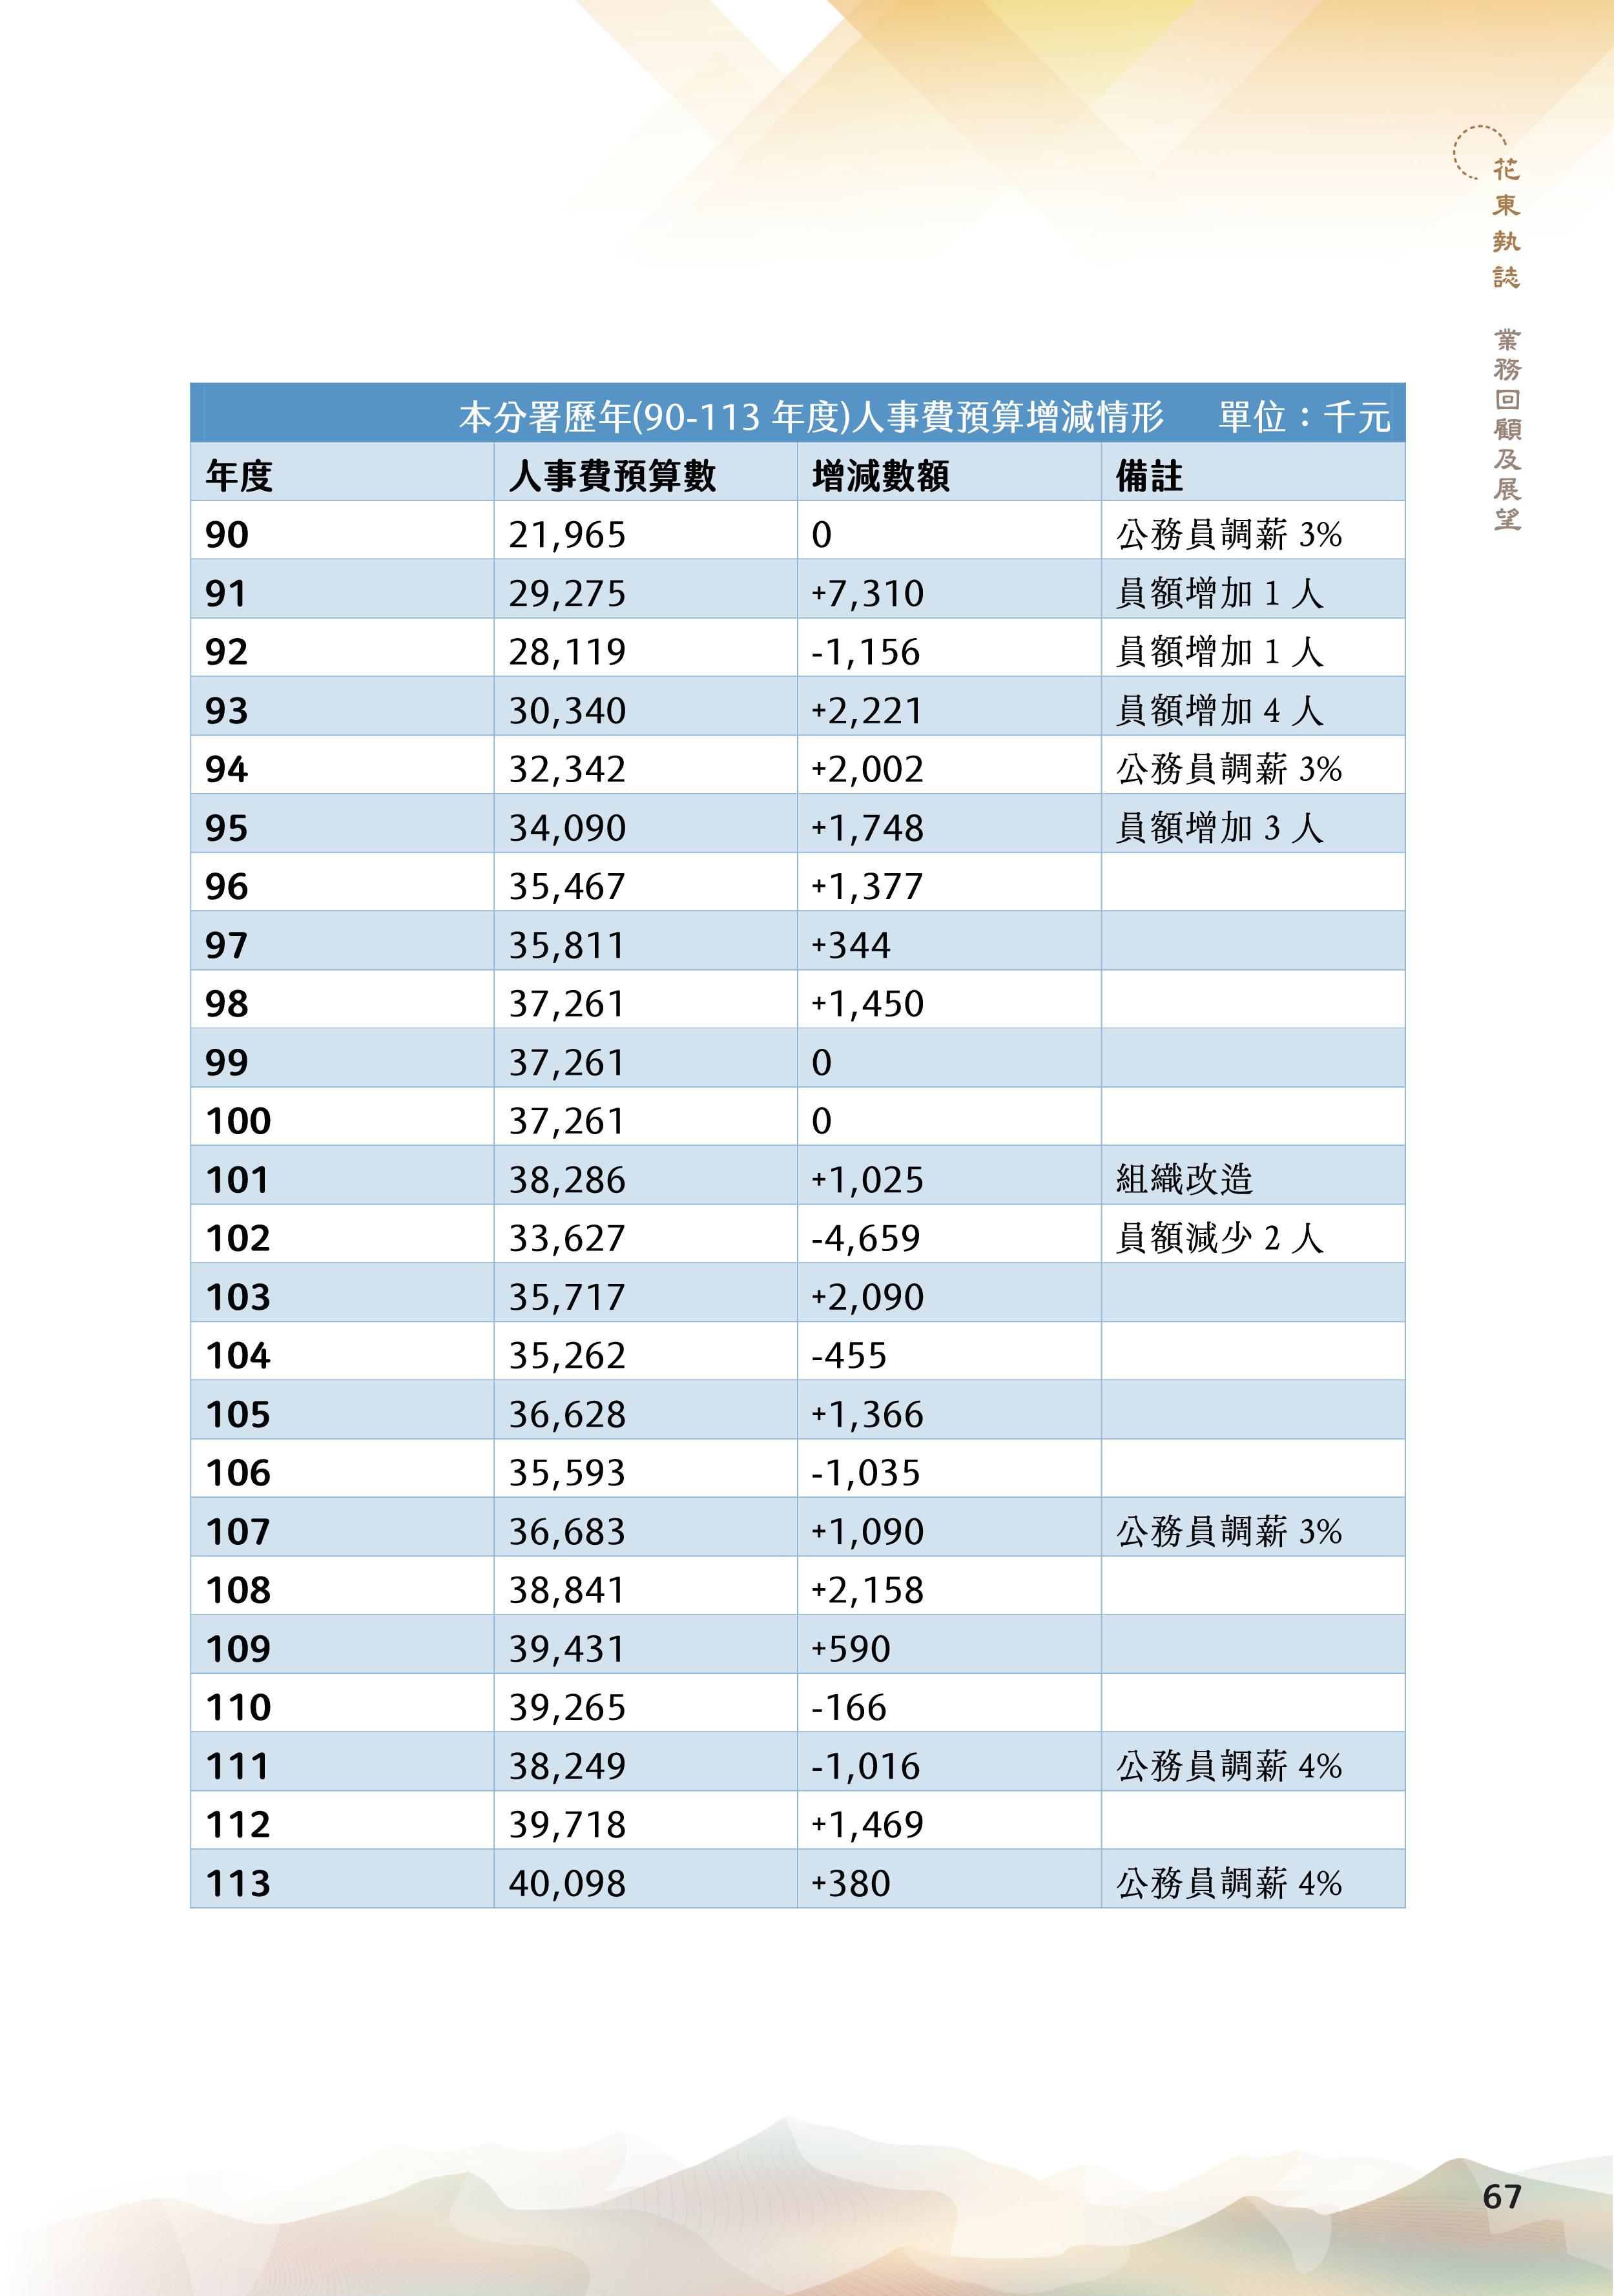 花東執誌 業務回顧及展望
本分署歷年(90-113 年度)人事費預算增減情形 單位：千元
年度 人事費預算數 增減數額 備註
90 21,965 0 公務員調薪 3%
91 29,275 +7,310 員額增加 1 人
92 28,119 -1,156 員額增加 1 人
93 30,340 +2,221 員額增加 4 人
94 32,342 +2,002 公務員調薪 3%
95 34,090 +1,748 員額增加 3 人
96 35,467 +1,377
97 35,811 +344
98 37,261 +1,450
99 37,261 0
100 37,261 0
101 38,286 +1,025 組織改造
102 33,627 -4,659 員額減少 2 人
103 35,717 +2,090
104 35,262 -455
105 36,628 +1,366
106 35,593 -1,035
107 36,683 +1,090 公務員調薪 3%
108 38,841 +2,158
109 39,431 +590
110 39,265 -166
111 38,249 -1,016 公務員調薪 4%
112 39,718 +1,469
113 40,098 +380 公務員調薪 4%
67